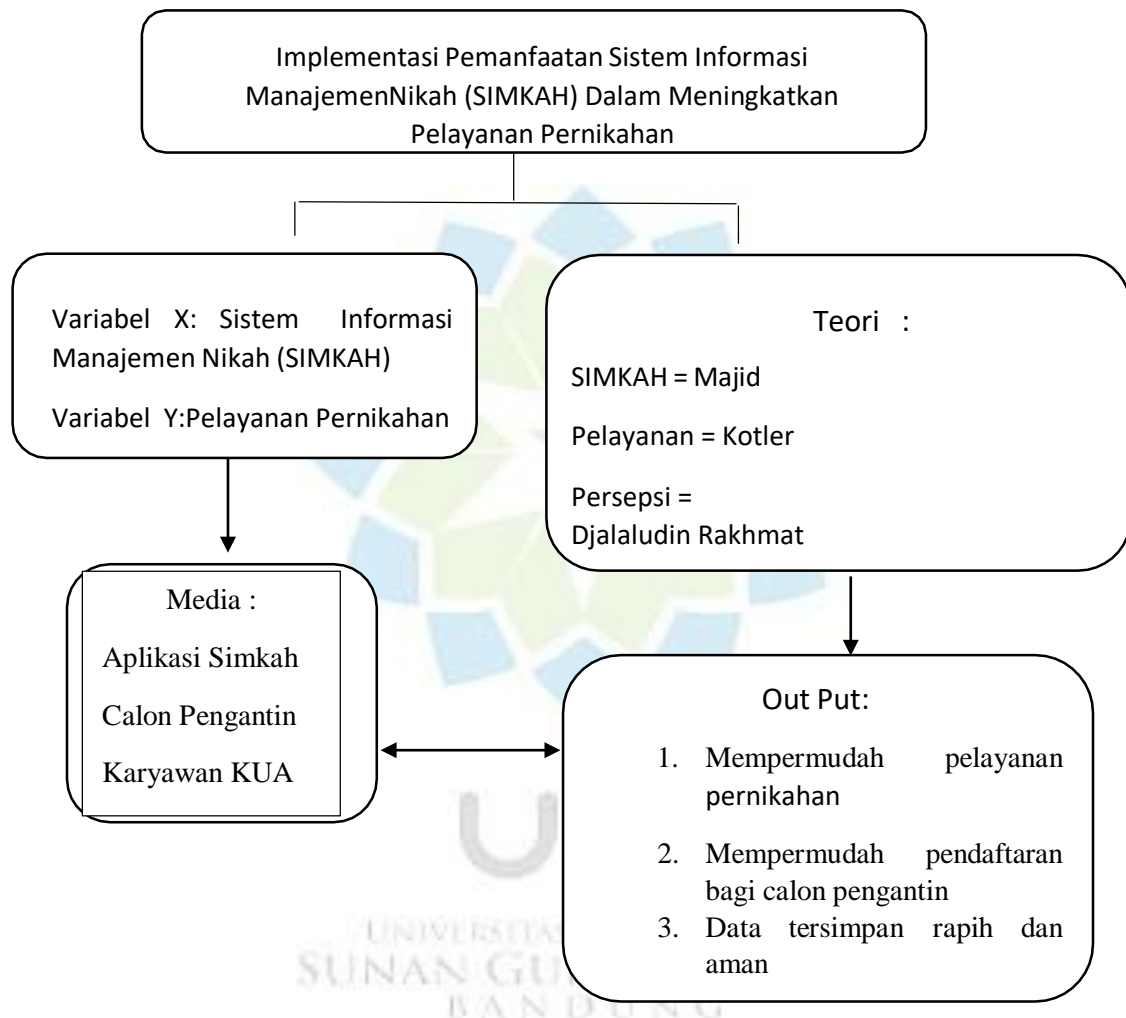 Implementasi Pemanfaatan Sistem Informasi
ManajemenNikah (SIMKAH) Dalam Meningkatkan
Pelayanan Pernikahan
Variabel X: Sistem Informasi
Manajemen Nikah (SIMKAH)
Variabel Y:Pelayanan Pernikahan
Teori :
SIMKAH = Majid
Pelayanan = Kotler
Persepsi =
Djalaludin Rakhmat
Media :
Aplikasi Simkah
Calon Pengantin
Karyawan KUA
Out Put:
1. Mempermudah pelayanan
pernikahan
2. Mempermudah pendaftaran
bagi calon pengantin
3. Data tersimpan rapih dan
aman
SUNAN
BANDUNG